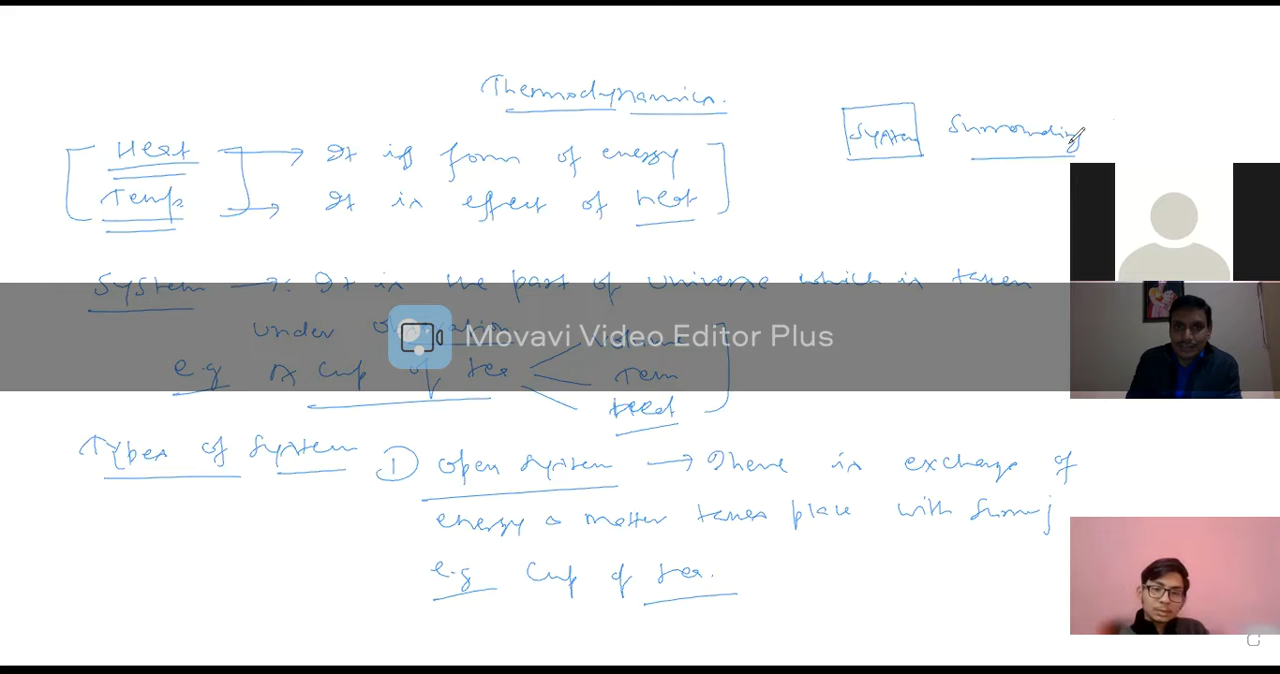 Thermodynamics.
System Surrounding
Heat → It is form of energy
Temp → It is effect of heat
System →: It is the part of universe which is taken
under
Movavi Video Editor Plus
e.g A cup of tea Tem
heat
Types of System ① open system → There is exchange of
energy & matter takes place with
e.g cup of tea.